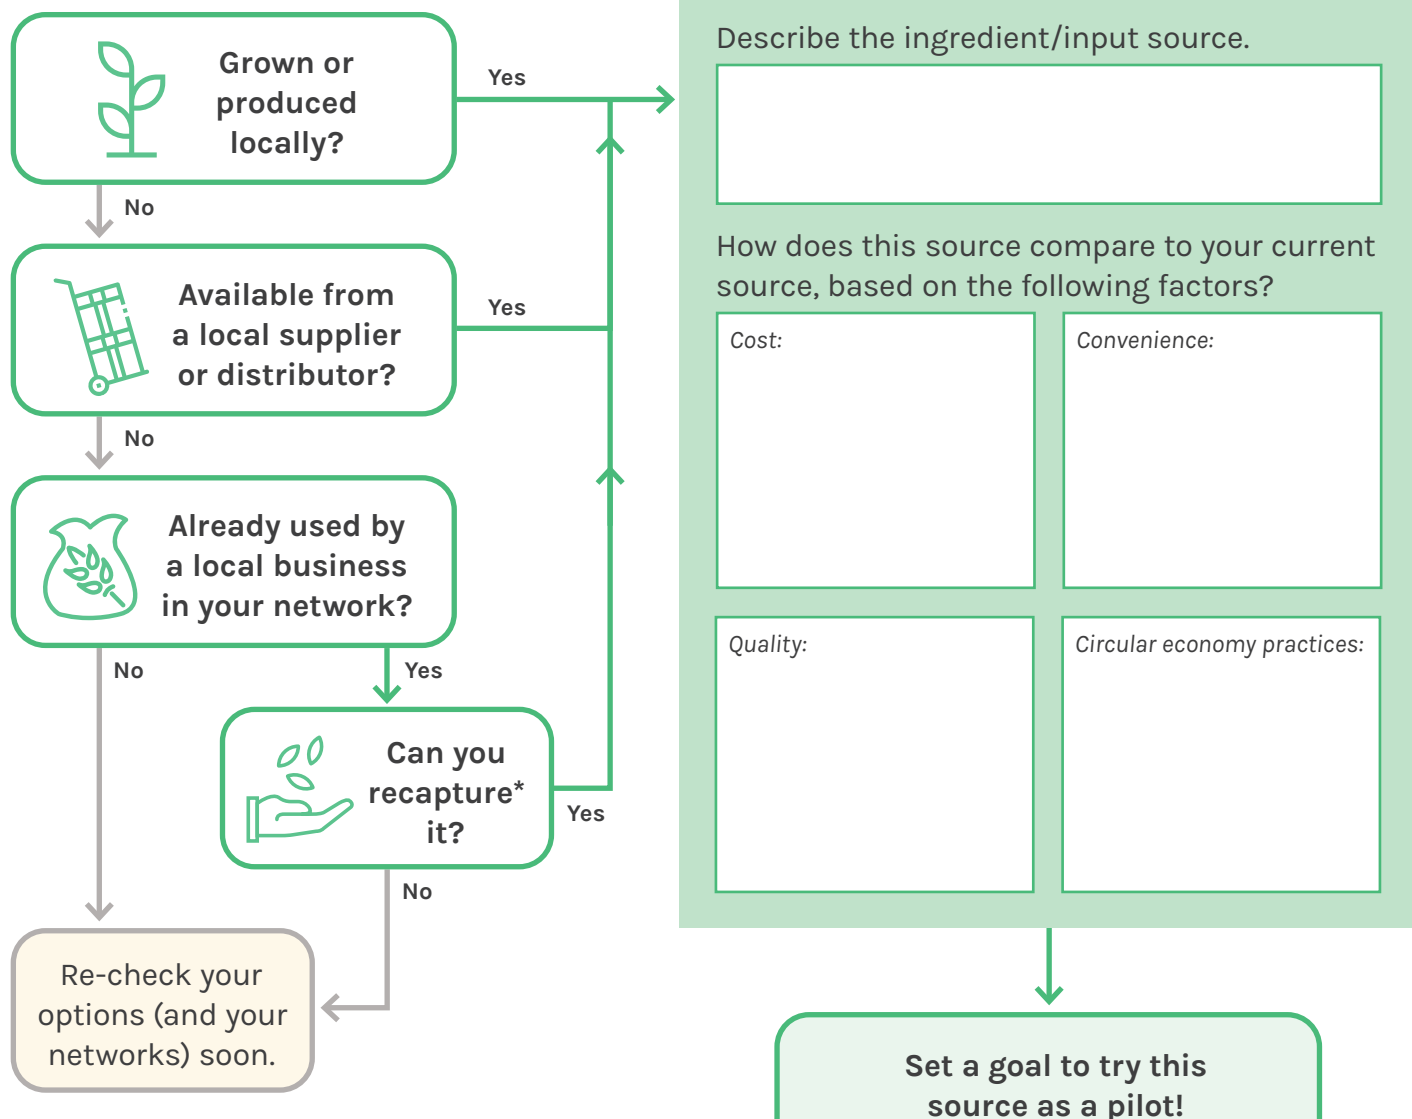 Grown or
produced
locally?
Yes
No
Available from
a local supplier
or distributor?
Yes
No
Already used by
a local business
in your network?
No
Yes
Can you
recapture*
it?
Yes
No
Re-check your
options (and your
networks) soon.
Describe the ingredient/input source.
How does this source compare to your current
source, based on the following factors?
Cost:
Convenience:
Quality:
Circular economy practices:
Set a goal to try this
source as a pilot!